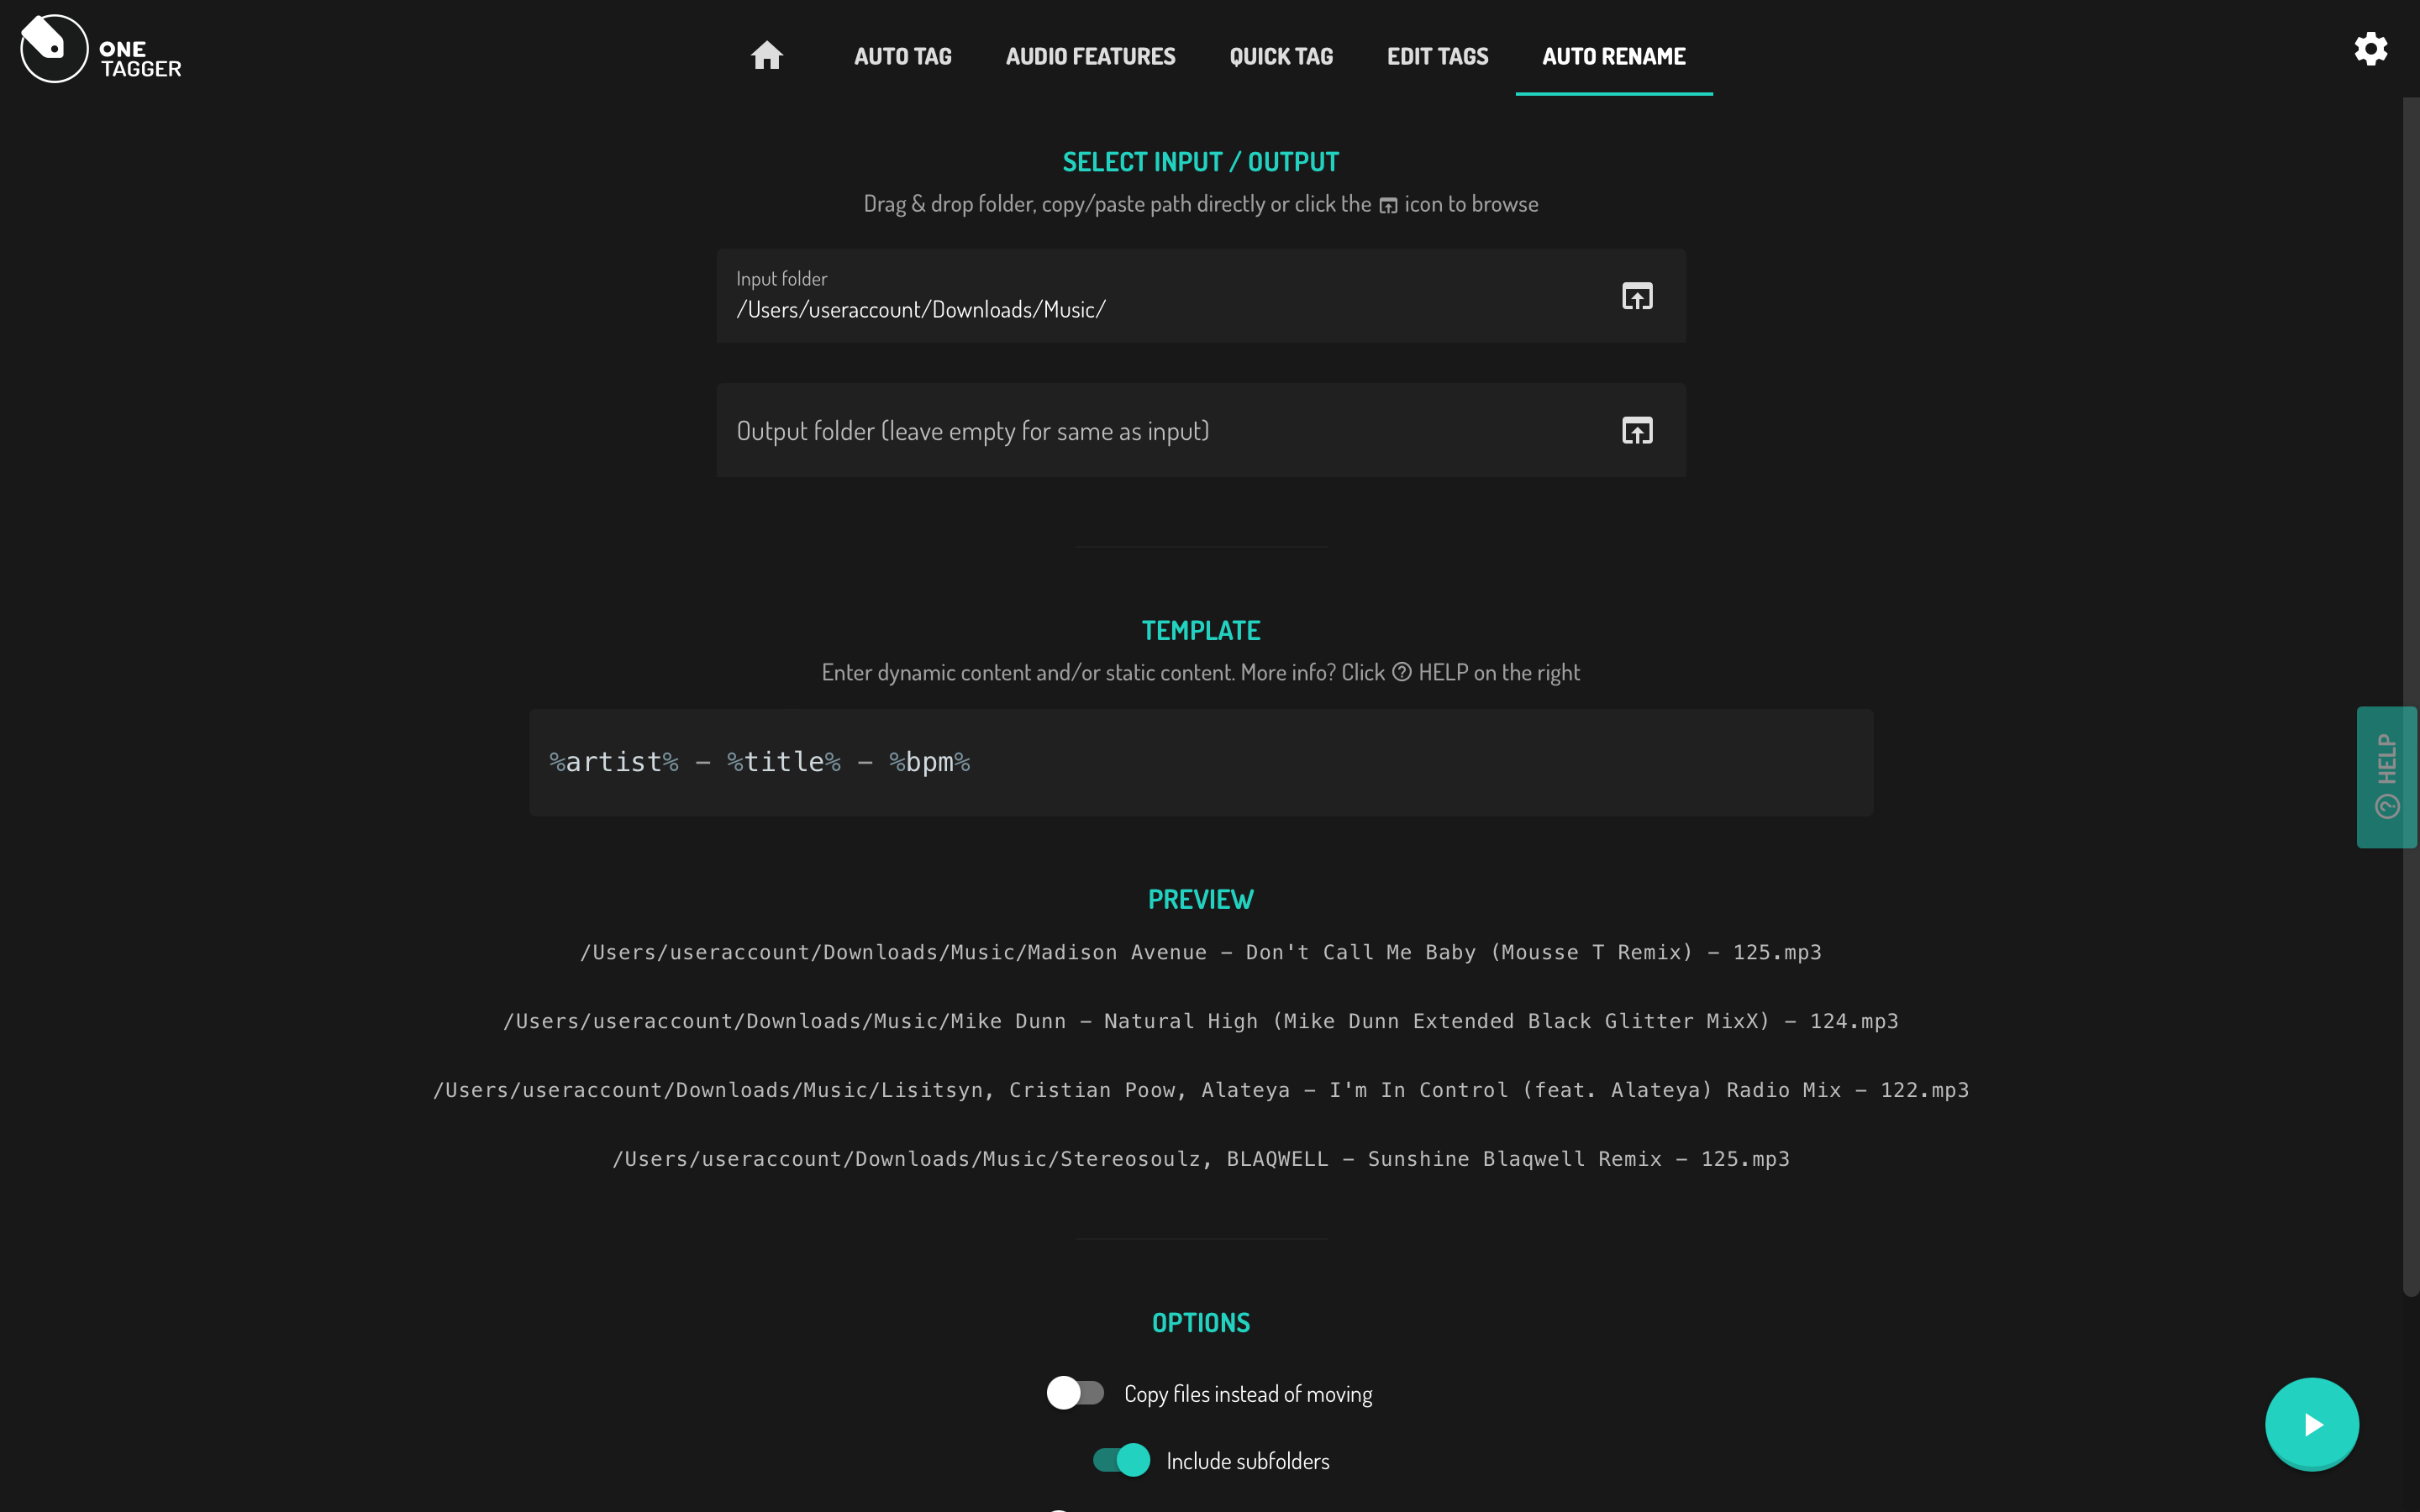 ONE
TAGGER
AUTO TAG
AUDIO FEATURES
QUICK TAG
EDIT TAGS
AUTO RENAME
SELECT INPUT / OUTPUT
Drag & drop folder, copy/paste path directly or click the icon to browse
Input folder
/Users/useraccount/Downloads/Music/
Output folder (leave empty for same as input)
TEMPLATE
Enter dynamic content and/or static content. More info? Click ? HELP on the right
%artist% – %title% – %bpm%
? HELP
PREVIEW
/Users/useraccount/Downloads/Music/Madison Avenue – Don't Call Me Baby (Mousse T Remix) – 125.mp3
/Users/useraccount/Downloads/Music/Mike Dunn – Natural High (Mike Dunn Extended Black Glitter MixX) – 124.mp3
/Users/useraccount/Downloads/Music/Lisitsyn, Cristian Poow, Alateya – I'm In Control (feat. Alateya) Radio Mix – 122.mp3
/Users/useraccount/Downloads/Music/Stereosoulz, BLAQWELL – Sunshine Blaqwell Remix – 125.mp3
OPTIONS
Copy files instead of moving
Include subfolders